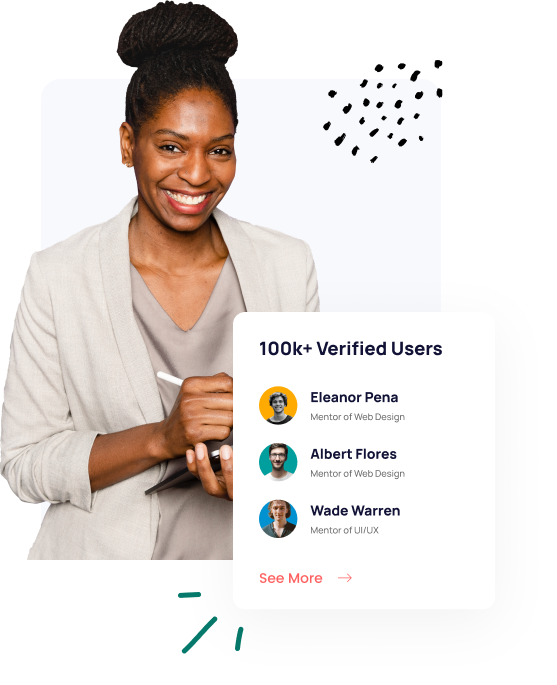 100k+ Verified Users
Eleanor Pena
Mentor of Web Design
Albert Flores
Mentor of Web Design
Wade Warren
Mentor of UI/UX
See More